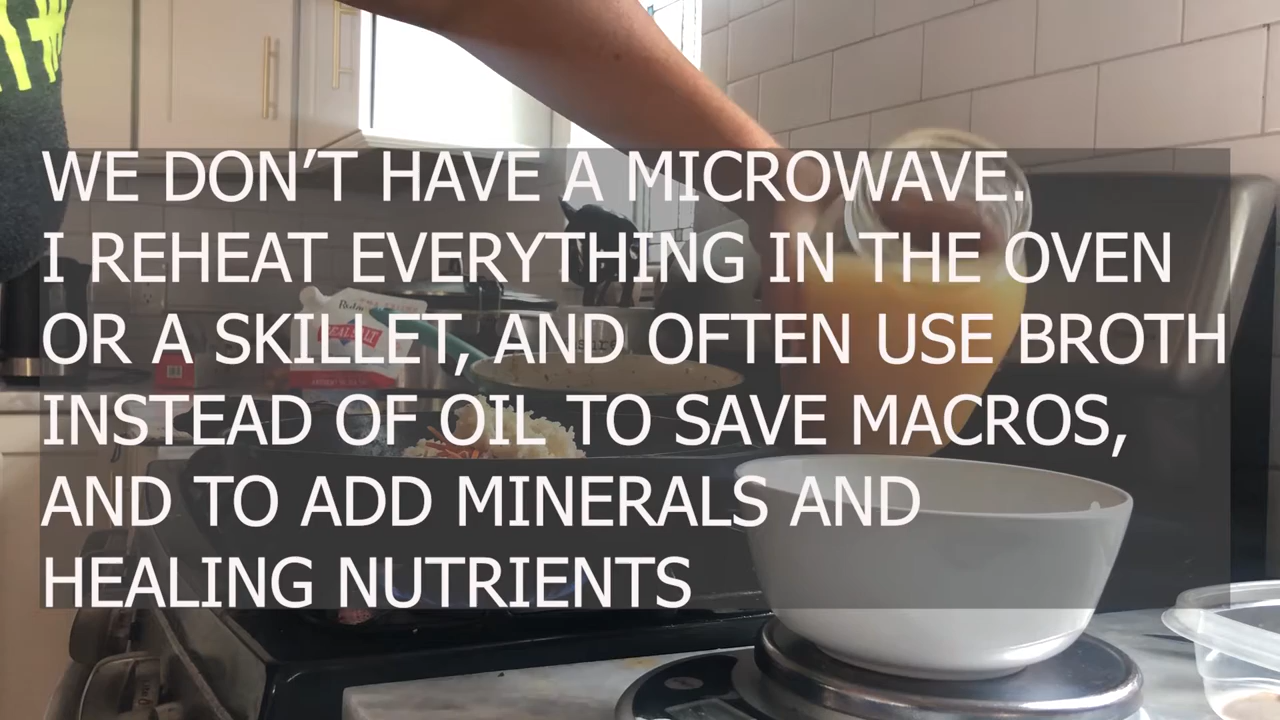 WE DON’T HAVE A MICROWAVE.
I REHEAT EVERYTHING IN THE OVEN
OR A SKILLET, AND OFTEN USE BROTH
INSTEAD OF OIL TO SAVE MACROS,
AND TO ADD MINERALS AND
HEALING NUTRIENTS
REALSALT